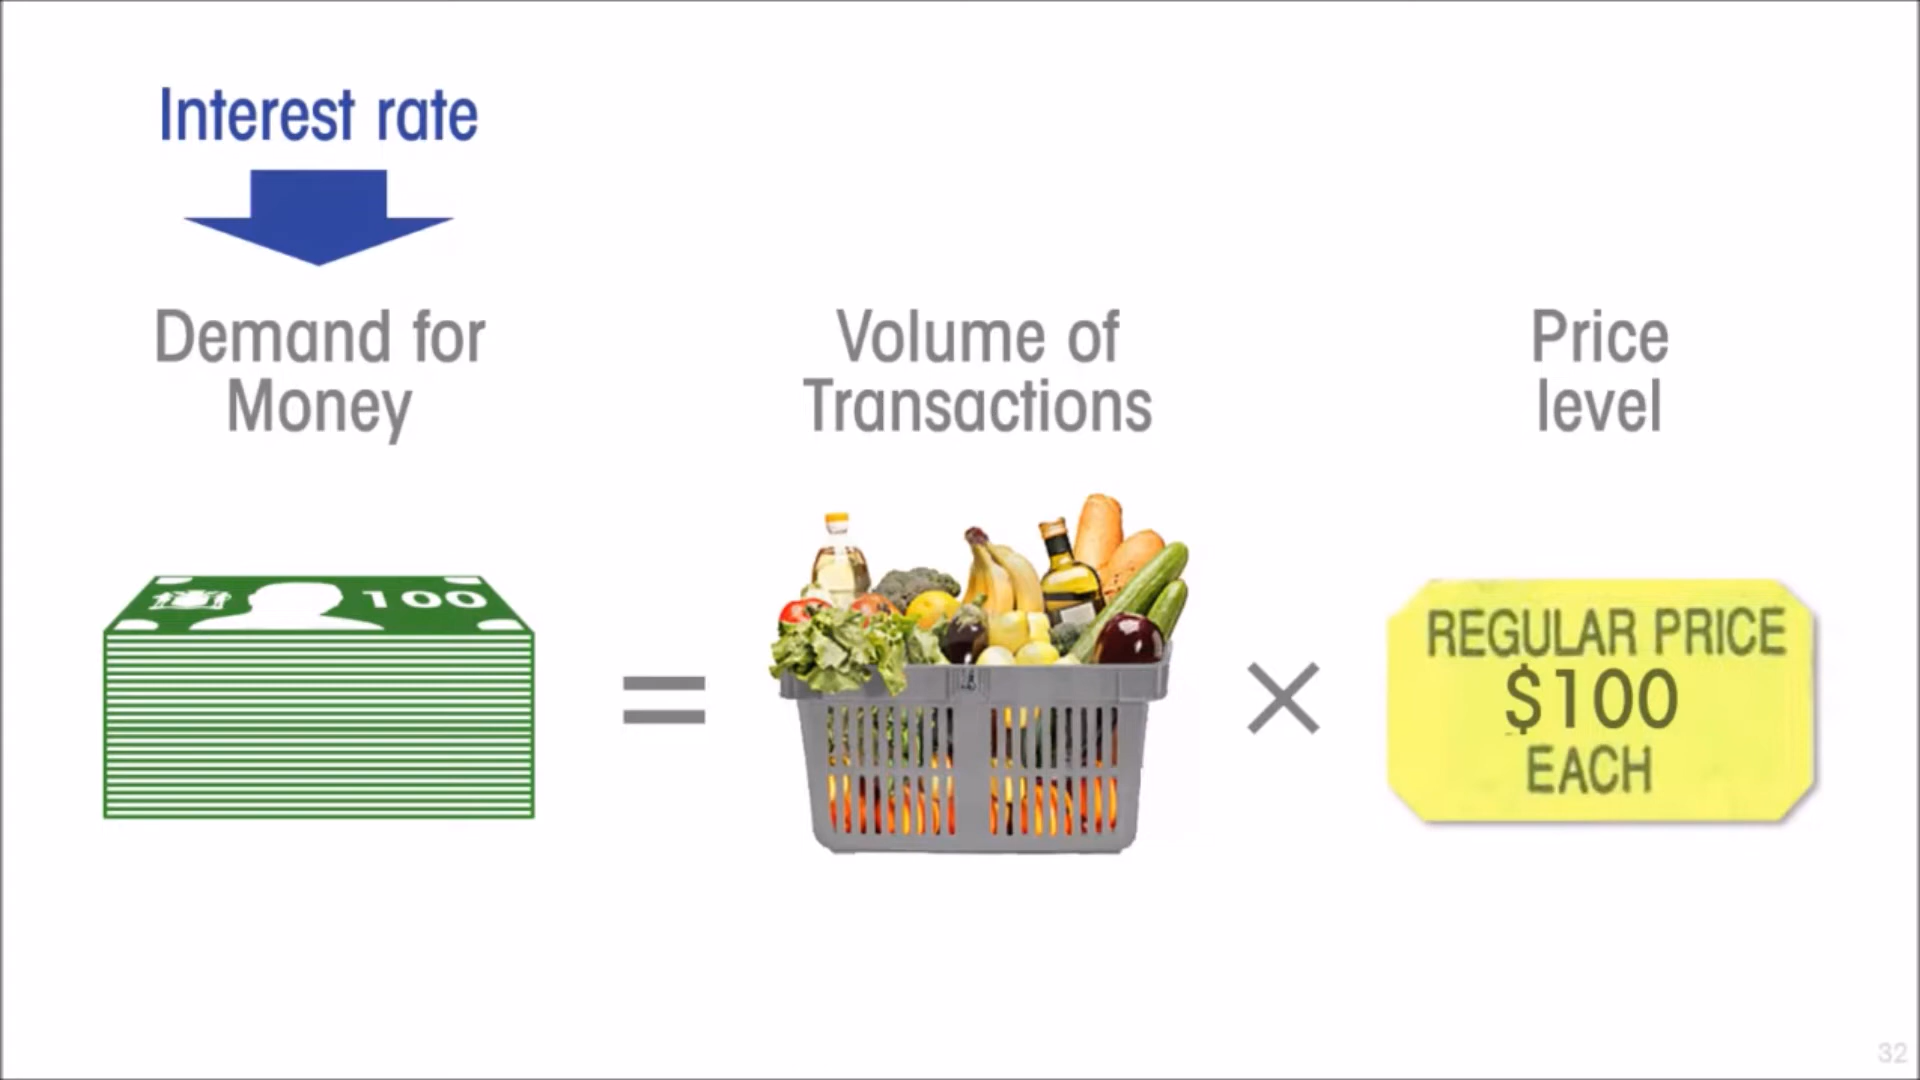 Interest rate
Demand for
Money
Volume of
Transactions
Price
level
100
=
×
REGULAR PRICE
$100
EACH
32